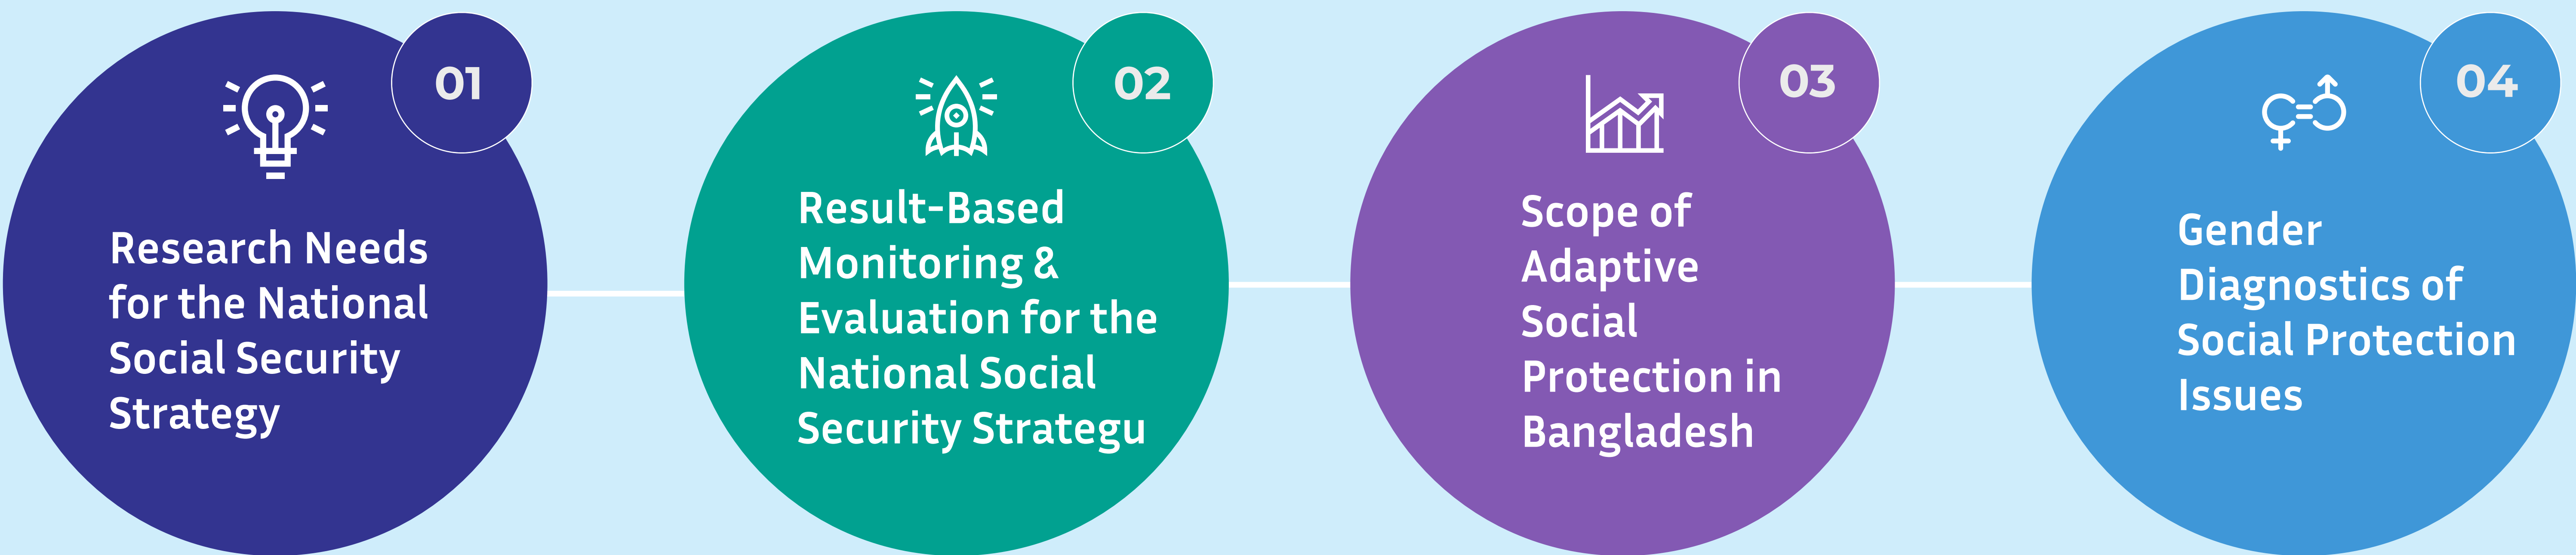 01
Research Needs
for the National
Social Security
Strategy
02
Result-Based
Monitoring &
Evaluation for the
National Social
Security Strategu
03
Scope of
Adaptive
Social
Protection in
Bangladesh
04
Gender
Diagnostics of
Social Protection
Issues